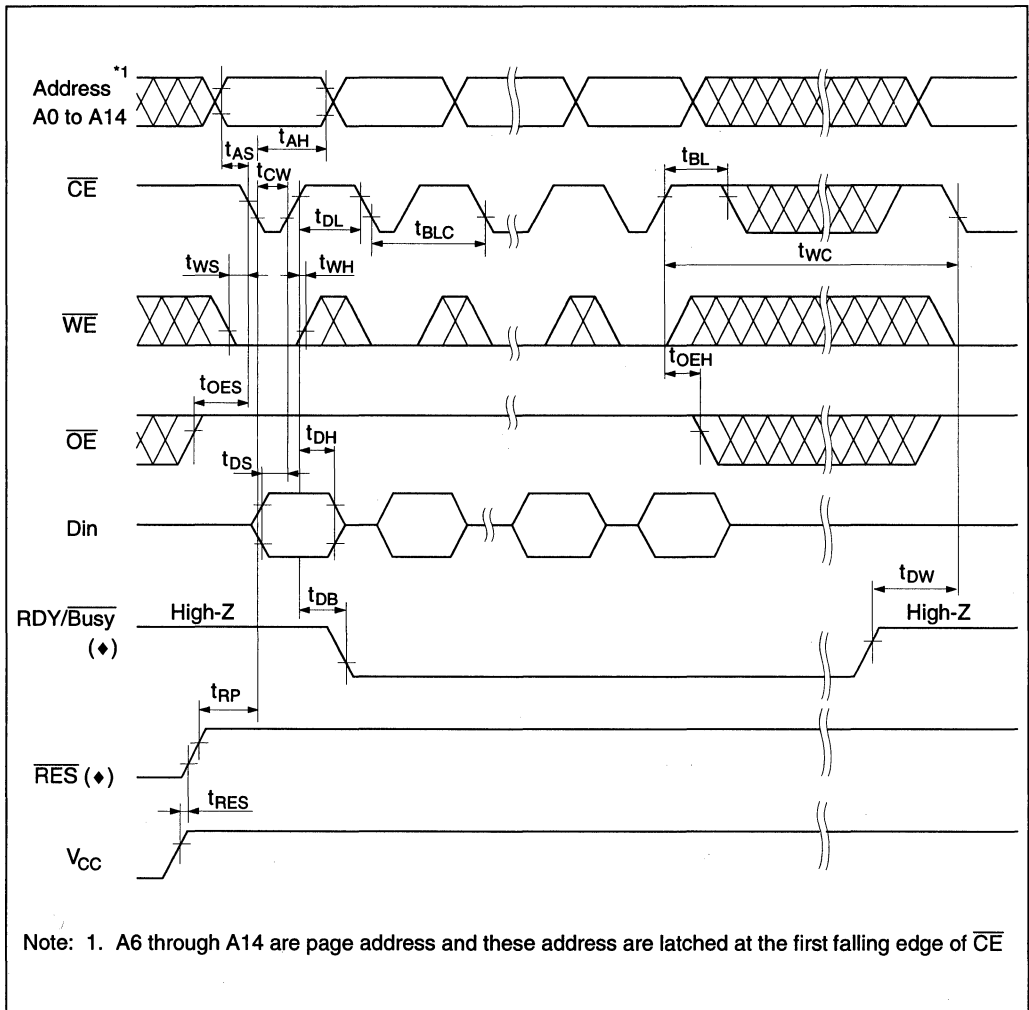 Address *1
A0 to A14
tAH
tAS
tCW
tBL
CE
tDL
tBLC
tWC
tWS
tWH
WE
tOEH
tOES
OE
tDH
tDS
Din
tDW
tDB
RDY/Busy
High-Z
High-Z
(♦)
tRP
RES (♦)
tRES
VCC
Note: 1. A6 through A14 are page address and these address are latched at the first falling edge of CE